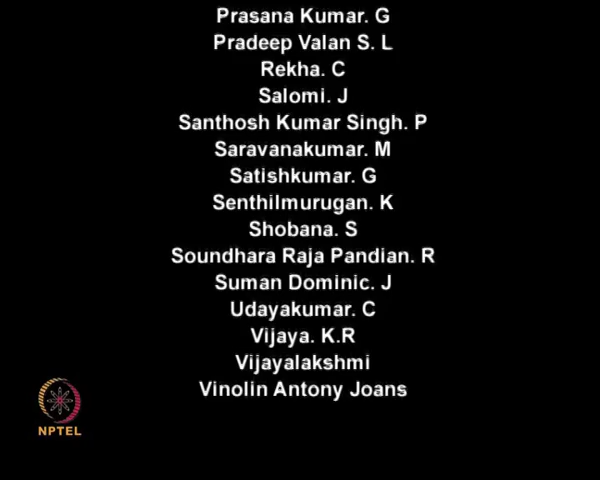 Prasana Kumar. G
Pradeep Valan S. L
Rekha. C
Salomi. J
Santhosh Kumar Singh. P
Saravanakumar. M
Satishkumar. G
Senthilmurugan. K
Shobana. S
Soundhara Raja Pandian. R
Suman Dominic. J
Udayakumar. C
Vijaya. K.R
Vijayalakshmi
Vinolin Antony Joans
NPTEL